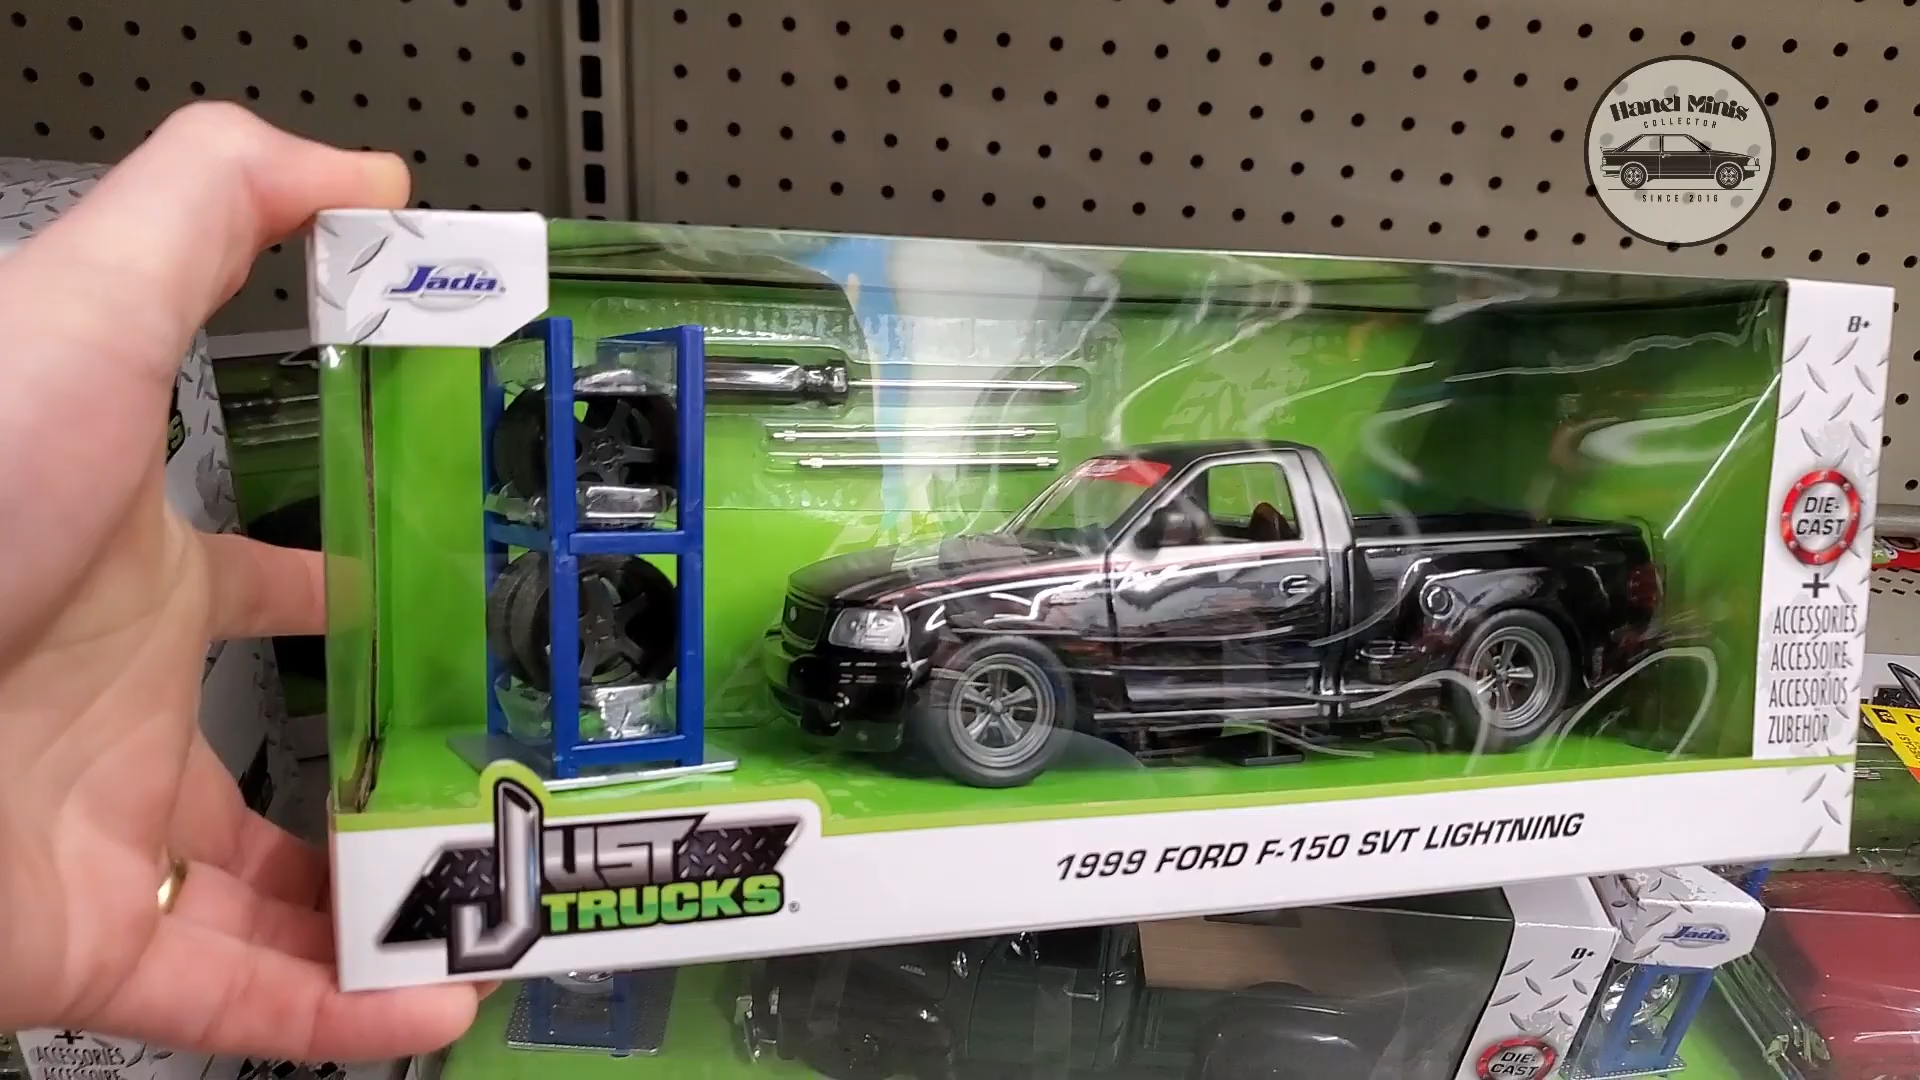 Hanel Minis
COLLECTOR
SINCE 2016
Jada
8+
DIE-
CAST
+
ACCESSORIES
ACCESSOIRE
ACCESORIOS
ZUBEHÖR
JUST
TRUCKS
1999 FORD F-150 SVT LIGHTNING
8+
Jada
DIE-
CAST
+
ACCESSORIES
ACCESSOIRE